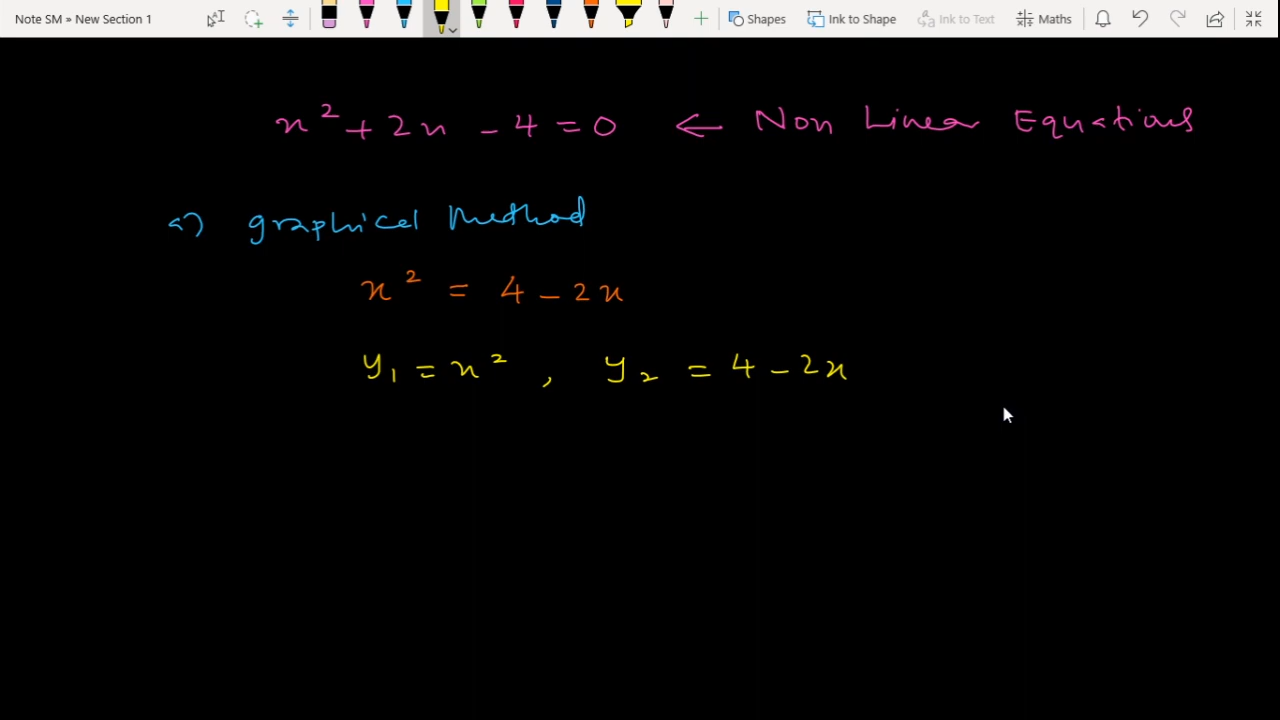 Note SM » New Section 1 Shapes Ink to Shape Ink to Text Maths
x² + 2x - 4 = 0 ← Non Linear Equations
a) graphical Method
x² = 4 - 2x
y₁ = x² , y₂ = 4 - 2x